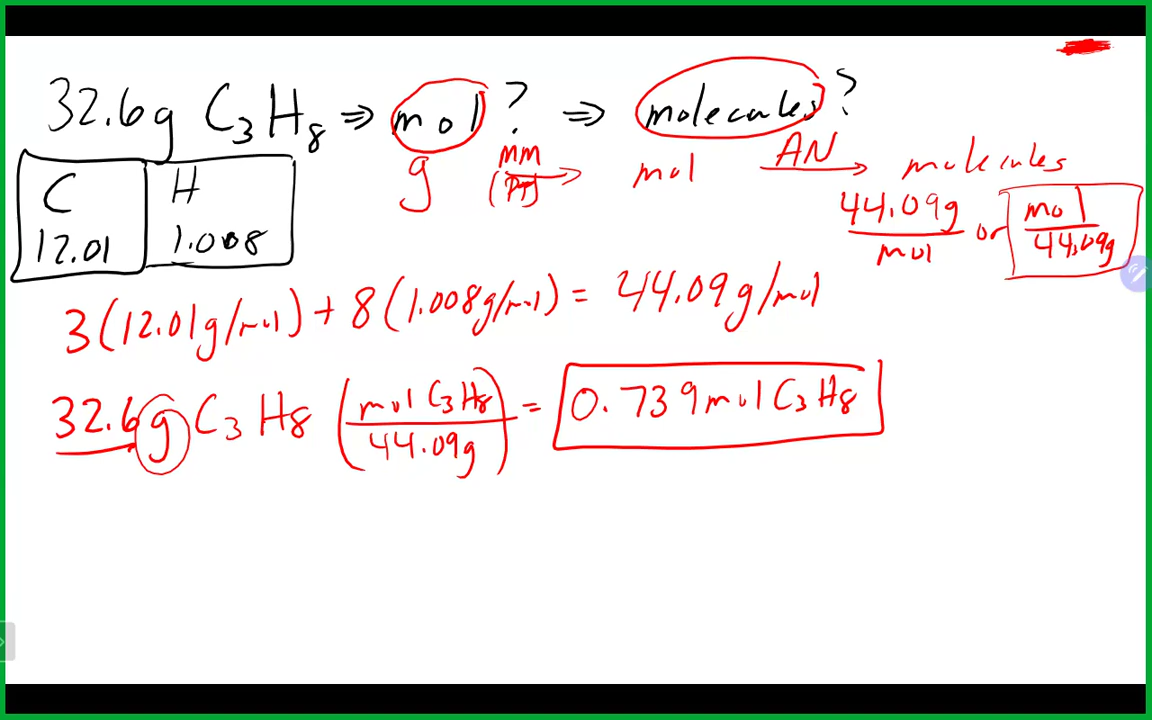 32.6g C3H8 ⇒ mol ? ⇒ molecules ?
C H
12.01 1.008
g MM (PT) → mol AN → molecules
44.09g/mol or mol/44.09g
3(12.01g/mol) + 8(1.008g/mol) = 44.09g/mol
32.6g C3H8 (mol C3H8/44.09g) = 0.739mol C3H8